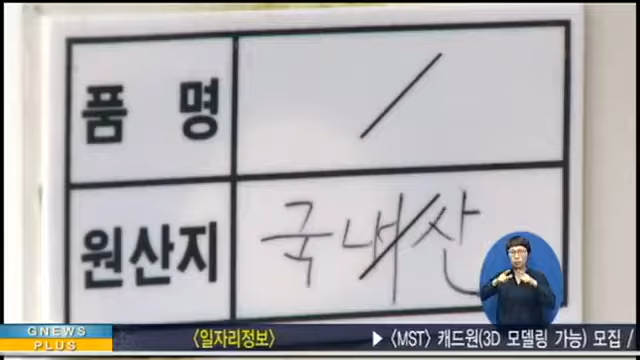 품 명 /
원산지 국내산
GNEWS PLUS <일자리정보> ▶ <MST> 캐드원(3D 모델링 가능) 모집 /